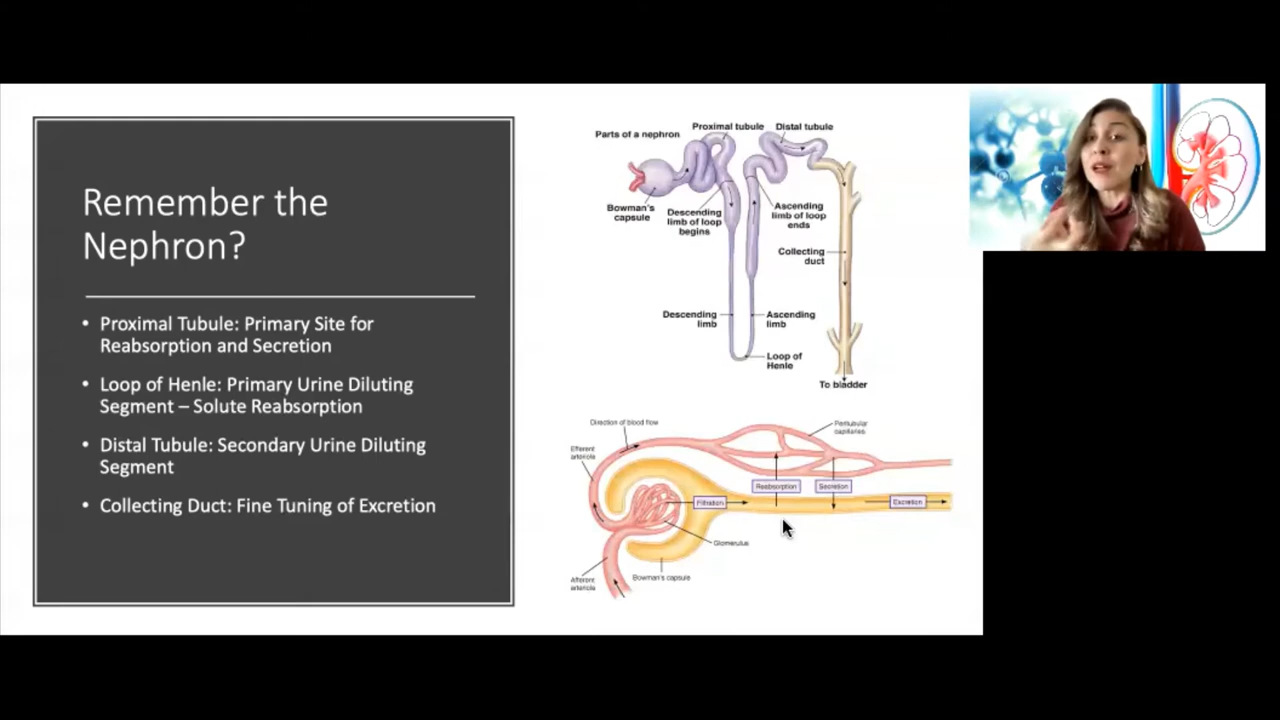 Remember the
Nephron?
• Proximal Tubule: Primary Site for
Reabsorption and Secretion
• Loop of Henle: Primary Urine Diluting
Segment – Solute Reabsorption
• Distal Tubule: Secondary Urine Diluting
Segment
• Collecting Duct: Fine Tuning of Excretion
Parts of a nephron
Proximal tubule
Distal tubule
Bowman's
capsule
Descending
limb of loop
begins
Ascending
limb of loop
ends
Collecting
duct
Descending
limb
Ascending
limb
Loop of
Henle
To bladder
Direction of blood flow
Peritubular
capillaries
Efferent
arteriole
Reabsorption
Secretion
Filtration
Excretion
Glomerulus
Afferent
arteriole
Bowman's capsule